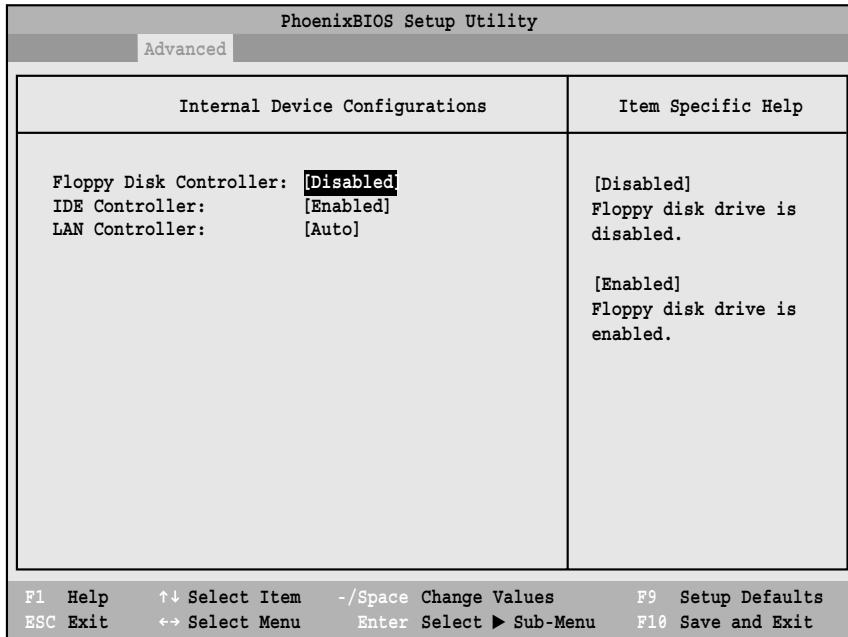 PhoenixBIOS Setup Utility
Advanced
Internal Device Configurations
Item Specific Help
Floppy Disk Controller: [Disabled]
IDE Controller: [Enabled]
LAN Controller: [Auto]
[Disabled]
Floppy disk drive is
disabled.
[Enabled]
Floppy disk drive is
enabled.
F1 Help ↑↓ Select Item -/Space Change Values F9 Setup Defaults
ESC Exit ←→ Select Menu Enter Select ▶ Sub-Menu F10 Save and Exit